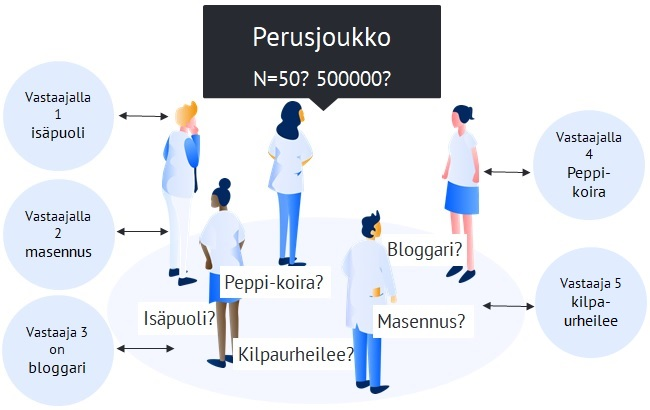 Perusjoukko
N=50? 500000?
Vastaajalla
1
isäpuoli
Vastaajalla
2
masennus
Vastaaja 3
on
bloggari
Vastaajalla
4
Peppi-
koira
Vastaaja 5
kilpa-
urheilee
Bloggari?
Peppi-koira?
Isäpuoli?
Masennus?
Kilpaurheilee?